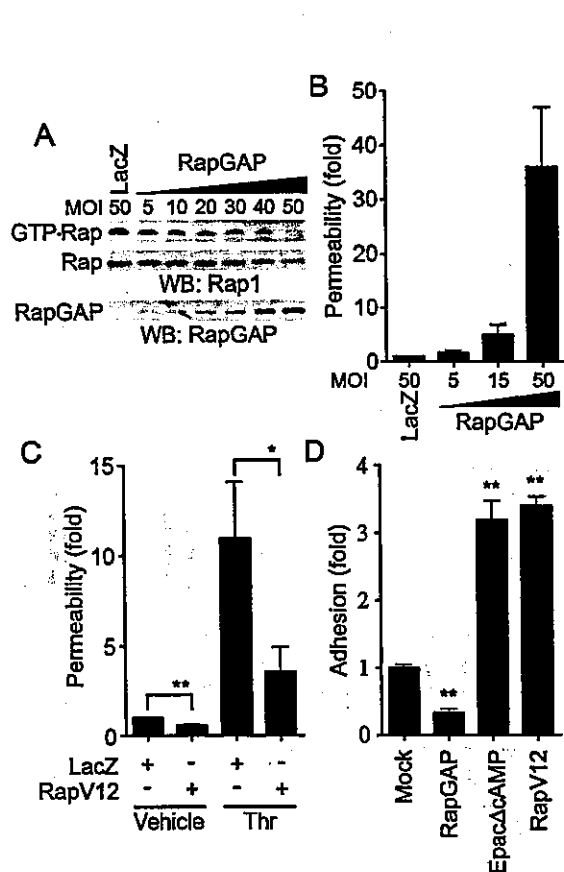 A
LacZ
RapGAP
MOI 50 5 10 20 30 40 50
GTP-Rap
Rap
WB: Rap1
RapGAP
WB: RapGAP
B
Permeability (fold)
50
40
30
20
10
0
MOI 50 5 15 50
LacZ
RapGAP
C
Permeability (fold)
15
10
5
0
*
**
LacZ + - + -
RapV12 - + - +
Vehicle Thr
D
Adhesion (fold)
4
3
2
1
0
**
**
**
Mock
RapGAP
EpacΔcAMP
RapV12